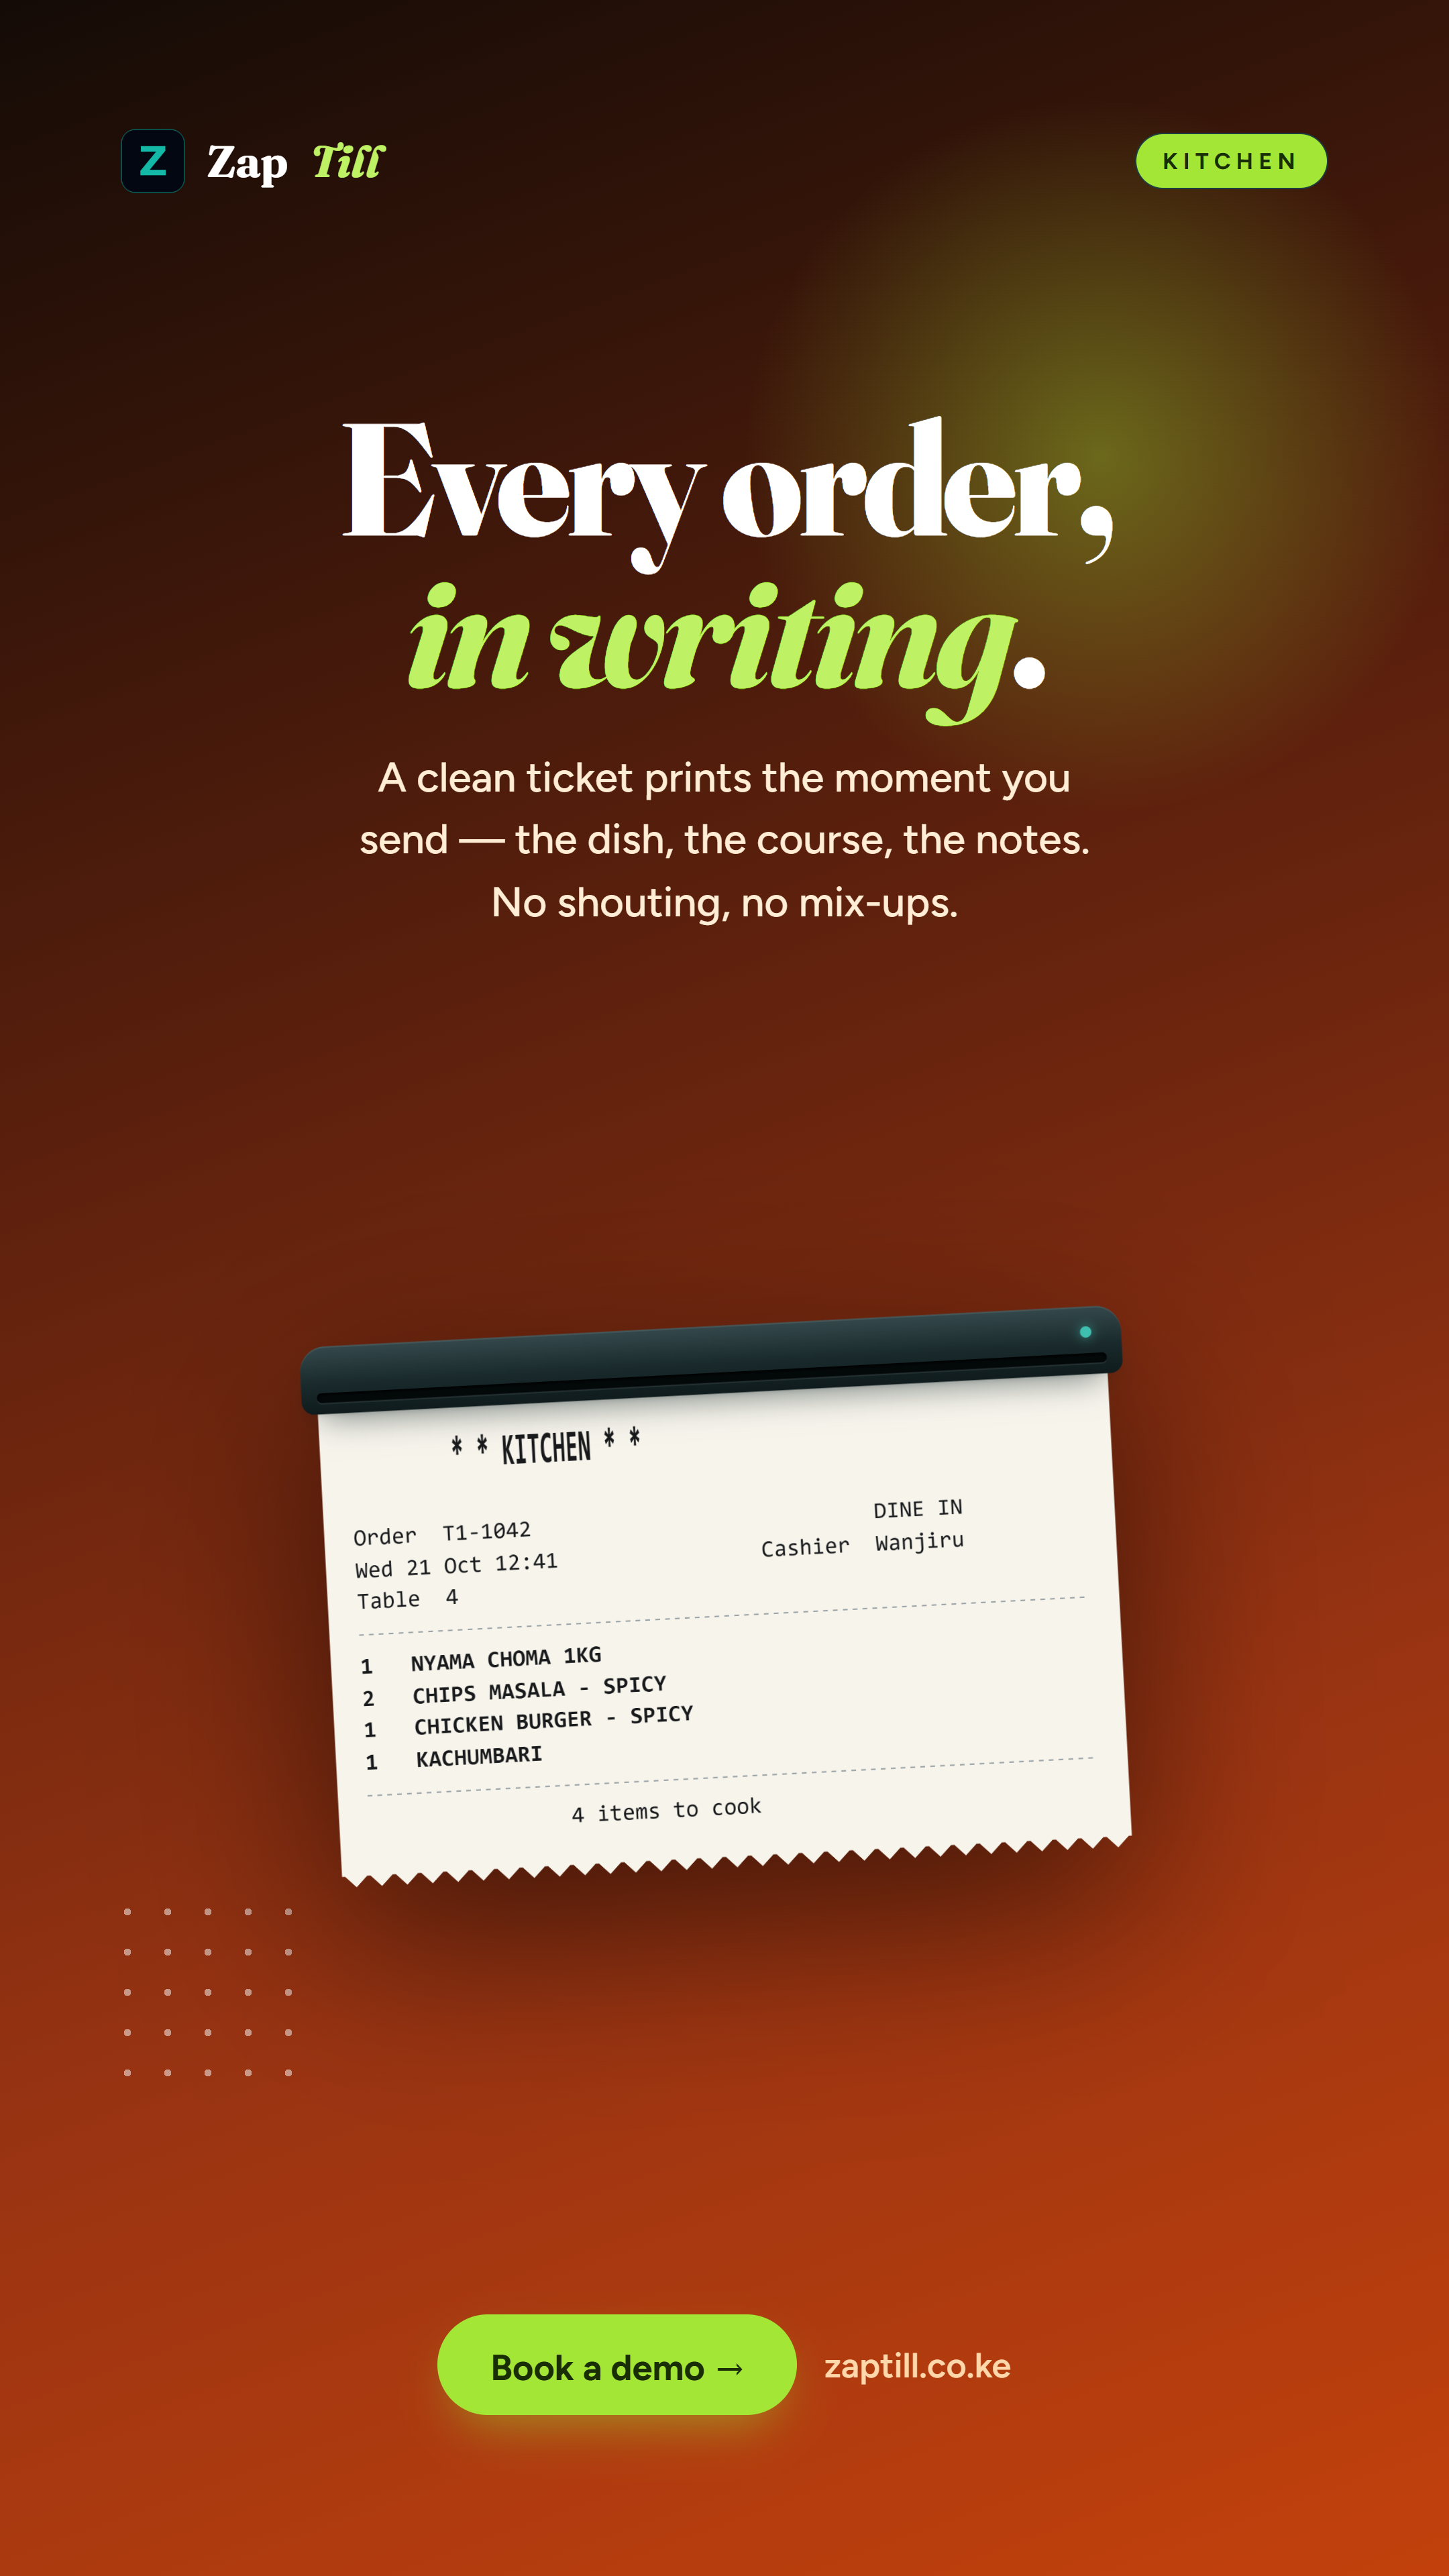 Z Zap Till
KITCHEN
Every order,
in writing.
A clean ticket prints the moment you
send — the dish, the course, the notes.
No shouting, no mix-ups.
* * KITCHEN * *
DINE IN
Order T1-1042
Cashier Wanjiru
Wed 21 Oct 12:41
Table 4
1 NYAMA CHOMA 1KG
2 CHIPS MASALA - SPICY
1 CHICKEN BURGER - SPICY
1 KACHUMBARI
4 items to cook
Book a demo →
zaptill.co.ke